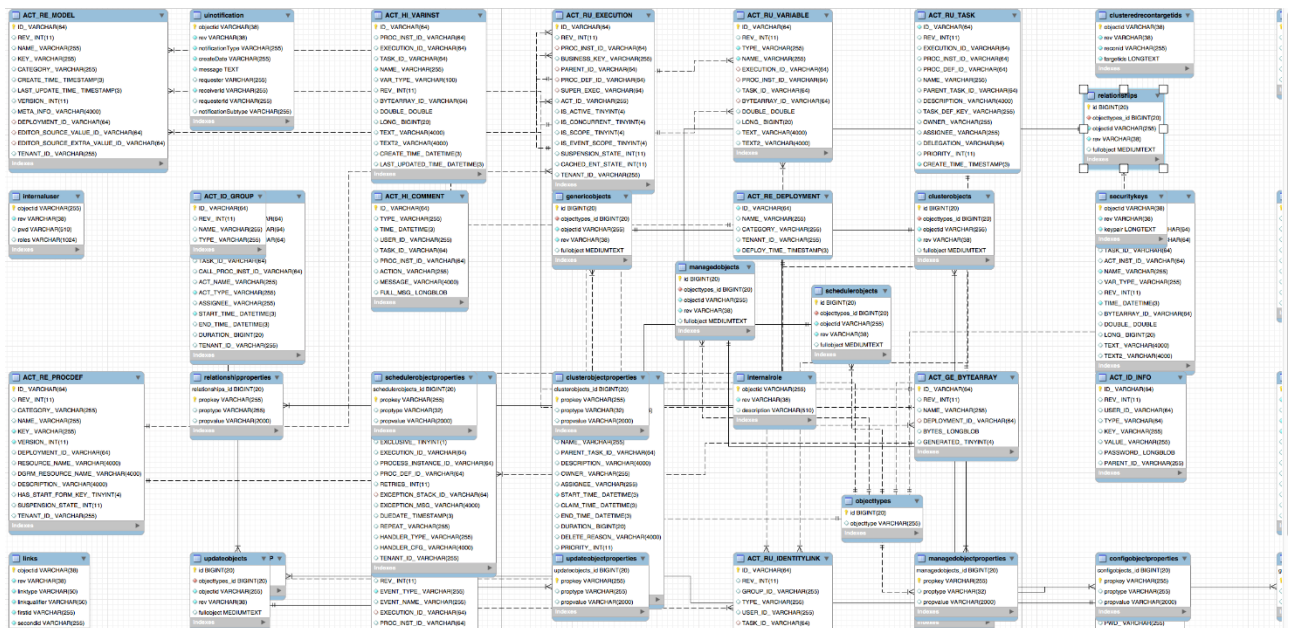 ACT_RE_MODEL
ID_ VARCHAR(64)
REV_ INT(11)
NAME_ VARCHAR(255)
KEY_ VARCHAR(255)
CATEGORY_ VARCHAR(255)
CREATE_TIME_ TIMESTAMP(3)
LAST_UPDATE_TIME_ TIMESTAMP(3)
VERSION_ INT(11)
META_INFO_ VARCHAR(4000)
DEPLOYMENT_ID_ VARCHAR(64)
EDITOR_SOURCE_VALUE_ID_ VARCHAR(64)
EDITOR_SOURCE_EXTRA_VALUE_ID_ VARCHAR(64)
TENANT_ID_ VARCHAR(255)
Indexes
uinotification
objectid VARCHAR(38)
rev VARCHAR(38)
notificationType VARCHAR(255)
createDate VARCHAR(255)
message TEXT
requester VARCHAR(255)
receiverId VARCHAR(255)
requesterId VARCHAR(255)
notificationSubtype VARCHAR(255)
Indexes
ACT_HI_VARINST
ID_ VARCHAR(64)
PROC_INST_ID_ VARCHAR(64)
EXECUTION_ID_ VARCHAR(64)
TASK_ID_ VARCHAR(64)
NAME_ VARCHAR(255)
VAR_TYPE_ VARCHAR(100)
REV_ INT(11)
BYTEARRAY_ID_ VARCHAR(64)
DOUBLE_ DOUBLE
LONG_ BIGINT(20)
TEXT_ VARCHAR(4000)
TEXT2_ VARCHAR(4000)
CREATE_TIME_ DATETIME(3)
LAST_UPDATED_TIME_ DATETIME(3)
Indexes
ACT_RU_EXECUTION
ID_ VARCHAR(64)
REV_ INT(11)
PROC_INST_ID_ VARCHAR(64)
BUSINESS_KEY_ VARCHAR(255)
PARENT_ID_ VARCHAR(64)
PROC_DEF_ID_ VARCHAR(64)
SUPER_EXEC_ VARCHAR(64)
ACT_ID_ VARCHAR(255)
IS_ACTIVE_ TINYINT(4)
IS_CONCURRENT_ TINYINT(4)
IS_SCOPE_ TINYINT(4)
IS_EVENT_SCOPE_ TINYINT(4)
SUSPENSION_STATE_ INT(11)
CACHED_ENT_STATE_ INT(11)
TENANT_ID_ VARCHAR(255)
Indexes
ACT_RU_VARIABLE
ID_ VARCHAR(64)
REV_ INT(11)
TYPE_ VARCHAR(255)
NAME_ VARCHAR(255)
EXECUTION_ID_ VARCHAR(64)
PROC_INST_ID_ VARCHAR(64)
TASK_ID_ VARCHAR(64)
BYTEARRAY_ID_ VARCHAR(64)
DOUBLE_ DOUBLE
LONG_ BIGINT(20)
TEXT_ VARCHAR(4000)
TEXT2_ VARCHAR(4000)
Indexes
ACT_RU_TASK
ID_ VARCHAR(64)
REV_ INT(11)
EXECUTION_ID_ VARCHAR(64)
PROC_INST_ID_ VARCHAR(64)
PROC_DEF_ID_ VARCHAR(64)
NAME_ VARCHAR(255)
PARENT_TASK_ID_ VARCHAR(64)
DESCRIPTION_ VARCHAR(4000)
TASK_DEF_KEY_ VARCHAR(255)
OWNER_ VARCHAR(255)
ASSIGNEE_ VARCHAR(255)
DELEGATION_ VARCHAR(64)
PRIORITY_ INT(11)
CREATE_TIME_ TIMESTAMP(3)
clusteredrecontargetids
objectid VARCHAR(38)
rev VARCHAR(38)
reconid VARCHAR(255)
targetids LONGTEXT
Indexes
relationships
id BIGINT(20)
objecttypes_id BIGINT(20)
objectid VARCHAR(255)
rev VARCHAR(38)
fullobject MEDIUMTEXT
Indexes
internaluser
objectid VARCHAR(255)
rev VARCHAR(38)
pwd VARCHAR(510)
roles VARCHAR(1024)
Indexes
ACT_ID_GROUP
ID_ VARCHAR(64)
REV_ INT(11)
NAME_ VARCHAR(255)
TYPE_ VARCHAR(255)
Indexes
TASK_ID_ VARCHAR(64)
CALL_PROC_INST_ID_ VARCHAR(64)
ACT_NAME_ VARCHAR(255)
ACT_TYPE_ VARCHAR(255)
ASSIGNEE_ VARCHAR(255)
START_TIME_ DATETIME(3)
END_TIME_ DATETIME(3)
DURATION_ BIGINT(20)
TENANT_ID_ VARCHAR(255)
Indexes
ACT_HI_COMMENT
ID_ VARCHAR(64)
TYPE_ VARCHAR(255)
TIME_ DATETIME(3)
USER_ID_ VARCHAR(255)
TASK_ID_ VARCHAR(64)
PROC_INST_ID_ VARCHAR(64)
ACTION_ VARCHAR(255)
MESSAGE_ VARCHAR(4000)
FULL_MSG_ LONGBLOB
Indexes
genericobjects
id BIGINT(20)
objecttypes_id BIGINT(20)
objectid VARCHAR(255)
rev VARCHAR(38)
fullobject MEDIUMTEXT
Indexes
ACT_RE_DEPLOYMENT
ID_ VARCHAR(64)
NAME_ VARCHAR(255)
CATEGORY_ VARCHAR(255)
TENANT_ID_ VARCHAR(255)
DEPLOY_TIME_ TIMESTAMP(3)
Indexes
clusterobjects
id BIGINT(20)
objecttypes_id BIGINT(20)
objectid VARCHAR(255)
rev VARCHAR(38)
fullobject MEDIUMTEXT
Indexes
securitykeys
objectid VARCHAR(38)
rev VARCHAR(38)
keypair LONGTEXT
Indexes
TASK_ID_ VARCHAR(64)
ACT_INST_ID_ VARCHAR(64)
NAME_ VARCHAR(255)
VAR_TYPE_ VARCHAR(255)
REV_ INT(11)
TIME_ DATETIME(3)
BYTEARRAY_ID_ VARCHAR(64)
DOUBLE_ DOUBLE
LONG_ BIGINT(20)
TEXT_ VARCHAR(4000)
TEXT2_ VARCHAR(4000)
managedobjects
id BIGINT(20)
objecttypes_id BIGINT(20)
objectid VARCHAR(255)
rev VARCHAR(38)
fullobject MEDIUMTEXT
Indexes
schedulerobjects
id BIGINT(20)
objecttypes_id BIGINT(20)
objectid VARCHAR(255)
rev VARCHAR(38)
fullobject MEDIUMTEXT
Indexes
ACT_RE_PROCDEF
ID_ VARCHAR(64)
REV_ INT(11)
CATEGORY_ VARCHAR(255)
NAME_ VARCHAR(255)
KEY_ VARCHAR(255)
VERSION_ INT(11)
DEPLOYMENT_ID_ VARCHAR(64)
RESOURCE_NAME_ VARCHAR(4000)
DGRM_RESOURCE_NAME_ VARCHAR(4000)
DESCRIPTION_ VARCHAR(4000)
HAS_START_FORM_KEY_ TINYINT(4)
SUSPENSION_STATE_ INT(11)
TENANT_ID_ VARCHAR(255)
Indexes
relationshipproperties
relationships_id BIGINT(20)
propkey VARCHAR(255)
proptype VARCHAR(255)
propvalue VARCHAR(2000)
Indexes
schedulerobjectproperties
schedulerobjects_id BIGINT(20)
propkey VARCHAR(255)
proptype VARCHAR(32)
propvalue VARCHAR(2000)
Indexes
EXCLUSIVE_ TINYINT(1)
EXECUTION_ID_ VARCHAR(64)
PROCESS_INSTANCE_ID_ VARCHAR(64)
PROC_DEF_ID_ VARCHAR(64)
RETRIES_ INT(11)
EXCEPTION_STACK_ID_ VARCHAR(64)
EXCEPTION_MSG_ VARCHAR(4000)
DUEDATE_ TIMESTAMP(3)
REPEAT_ VARCHAR(255)
HANDLER_TYPE_ VARCHAR(255)
HANDLER_CFG_ VARCHAR(4000)
TENANT_ID_ VARCHAR(255)
Indexes
clusterobjectproperties
clusterobjects_id BIGINT(20)
propkey VARCHAR(255)
proptype VARCHAR(32)
propvalue VARCHAR(2000)
Indexes
NAME_ VARCHAR(255)
PARENT_TASK_ID_ VARCHAR(64)
DESCRIPTION_ VARCHAR(4000)
OWNER_ VARCHAR(255)
ASSIGNEE_ VARCHAR(255)
START_TIME_ DATETIME(3)
CLAIM_TIME_ DATETIME(3)
END_TIME_ DATETIME(3)
DURATION_ BIGINT(20)
DELETE_REASON_ VARCHAR(4000)
PRIORITY_ INT(11)
internalrole
objectid VARCHAR(255)
rev VARCHAR(38)
description VARCHAR(510)
Indexes
ACT_GE_BYTEARRAY
ID_ VARCHAR(64)
REV_ INT(11)
NAME_ VARCHAR(255)
DEPLOYMENT_ID_ VARCHAR(64)
BYTES_ LONGBLOB
GENERATED_ TINYINT(4)
Indexes
ACT_ID_INFO
ID_ VARCHAR(64)
REV_ INT(11)
USER_ID_ VARCHAR(64)
TYPE_ VARCHAR(64)
KEY_ VARCHAR(255)
VALUE_ VARCHAR(255)
PASSWORD_ LONGBLOB
PARENT_ID_ VARCHAR(255)
Indexes
objecttypes
id BIGINT(20)
objecttype VARCHAR(255)
Indexes
links
objectid VARCHAR(38)
rev VARCHAR(38)
linktype VARCHAR(50)
linkqualifier VARCHAR(50)
firstid VARCHAR(255)
secondid VARCHAR(255)
updateobjects
id BIGINT(20)
objecttypes_id BIGINT(20)
objectid VARCHAR(255)
rev VARCHAR(38)
fullobject MEDIUMTEXT
Indexes
REV_ INT(11)
EVENT_TYPE_ VARCHAR(255)
EVENT_NAME_ VARCHAR(255)
EXECUTION_ID_ VARCHAR(64)
PROC_INST_ID_ VARCHAR(64)
updateobjectproperties
updateobjects_id BIGINT(20)
propkey VARCHAR(255)
proptype VARCHAR(32)
propvalue VARCHAR(2000)
Indexes
ACT_RU_IDENTITYLINK
ID_ VARCHAR(64)
REV_ INT(11)
GROUP_ID_ VARCHAR(255)
TYPE_ VARCHAR(255)
USER_ID_ VARCHAR(255)
TASK_ID_ VARCHAR(64)
managedobjectproperties
managedobjects_id BIGINT(20)
propkey VARCHAR(255)
proptype VARCHAR(32)
propvalue VARCHAR(2000)
Indexes
configobjectproperties
configobjects_id BIGINT(20)
propkey VARCHAR(255)
proptype VARCHAR(255)
propvalue VARCHAR(2000)
Indexes